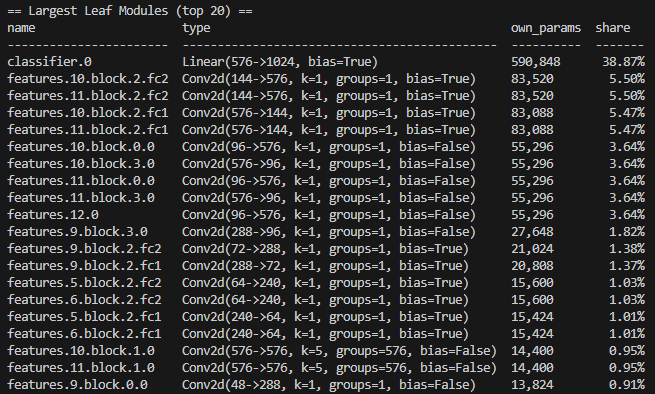 == Largest Leaf Modules (top 20) ==
name                     type                                       own_params  share
-----------------------  -----------------------------------------  ----------  ------
classifier.0             Linear(576->1024, bias=True)               590,848     38.87%
features.10.block.2.fc2  Conv2d(144->576, k=1, groups=1, bias=True)  83,520      5.50%
features.11.block.2.fc2  Conv2d(144->576, k=1, groups=1, bias=True)  83,520      5.50%
features.10.block.2.fc1  Conv2d(576->144, k=1, groups=1, bias=True)  83,088      5.47%
features.11.block.2.fc1  Conv2d(576->144, k=1, groups=1, bias=True)  83,088      5.47%
features.10.block.0.0    Conv2d(96->576, k=1, groups=1, bias=False)  55,296      3.64%
features.10.block.3.0    Conv2d(576->96, k=1, groups=1, bias=False)  55,296      3.64%
features.11.block.0.0    Conv2d(96->576, k=1, groups=1, bias=False)  55,296      3.64%
features.11.block.3.0    Conv2d(576->96, k=1, groups=1, bias=False)  55,296      3.64%
features.12.0            Conv2d(96->576, k=1, groups=1, bias=False)  55,296      3.64%
features.9.block.3.0     Conv2d(288->96, k=1, groups=1, bias=False)  27,648      1.82%
features.9.block.2.fc2   Conv2d(72->288, k=1, groups=1, bias=True)   21,024      1.38%
features.9.block.2.fc1   Conv2d(288->72, k=1, groups=1, bias=True)   20,808      1.37%
features.5.block.2.fc2   Conv2d(64->240, k=1, groups=1, bias=True)   15,600      1.03%
features.6.block.2.fc2   Conv2d(64->240, k=1, groups=1, bias=True)   15,600      1.03%
features.5.block.2.fc1   Conv2d(240->64, k=1, groups=1, bias=True)   15,424      1.01%
features.6.block.2.fc1   Conv2d(240->64, k=1, groups=1, bias=True)   15,424      1.01%
features.10.block.1.0    Conv2d(576->576, k=5, groups=576, bias=False)  14,400      0.95%
features.11.block.1.0    Conv2d(576->576, k=5, groups=576, bias=False)  14,400      0.95%
features.9.block.0.0     Conv2d(48->288, k=1, groups=1, bias=False)  13,824      0.91%